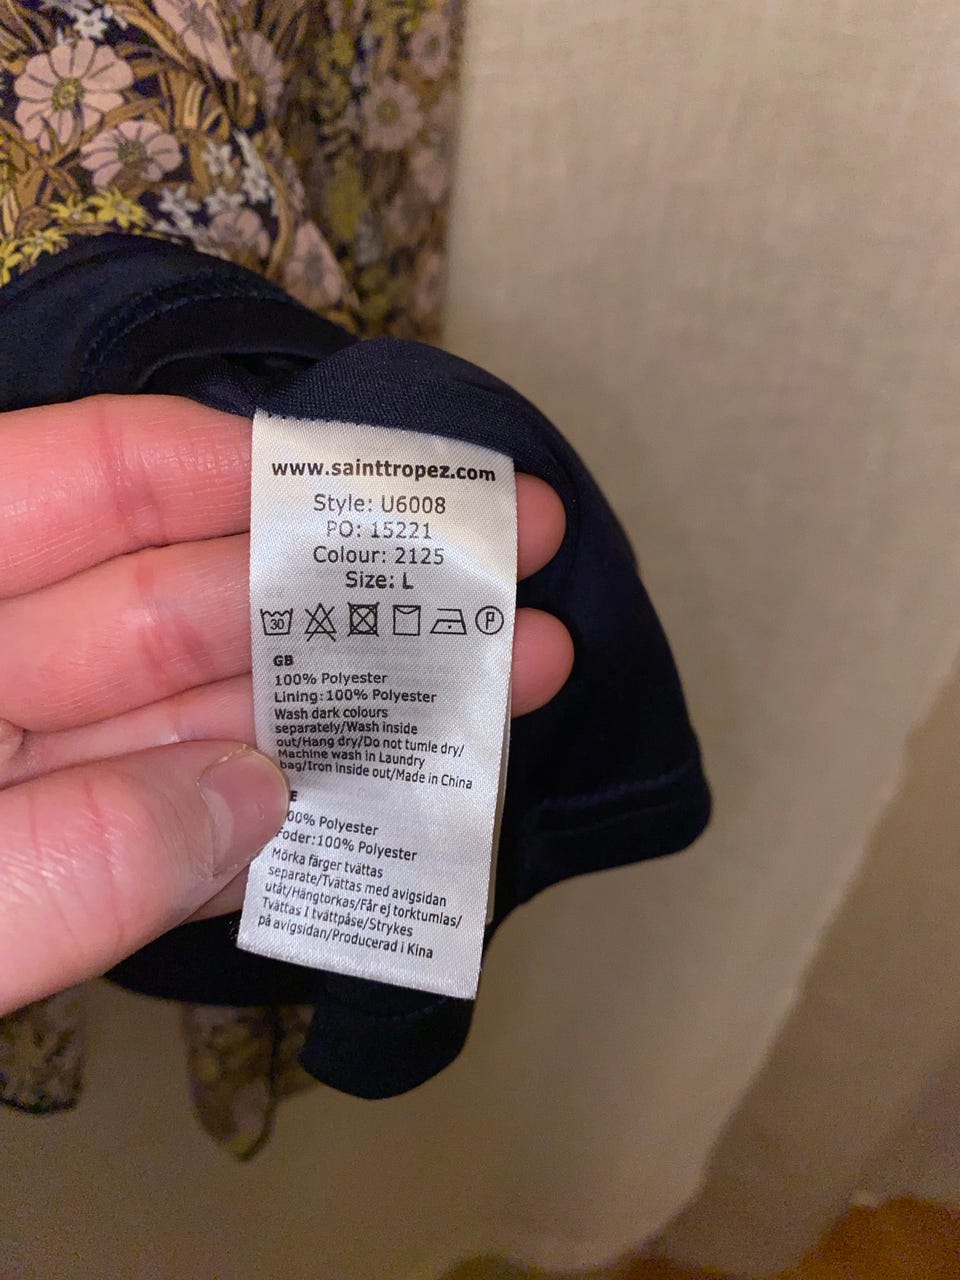 www.sainttropez.com
Style: U6008
PO: 15221
Colour: 2125
Size: L
30 P
GB
100% Polyester
Lining:100% Polyester
Wash dark colours
separately/Wash inside
out/Hang dry/Do not tumle dry/
Machine wash in Laundry
bag/Iron inside out/Made in China
E
00% Polyester
oder:100% Polyester
Mörka färger tvättas
separate/Tvättas med avigsidan
utåt/Hängtorkas/Får ej torktumlas/
Tvättas I tvättpåse/Strykes
på avigsidan/Producerad i Kina